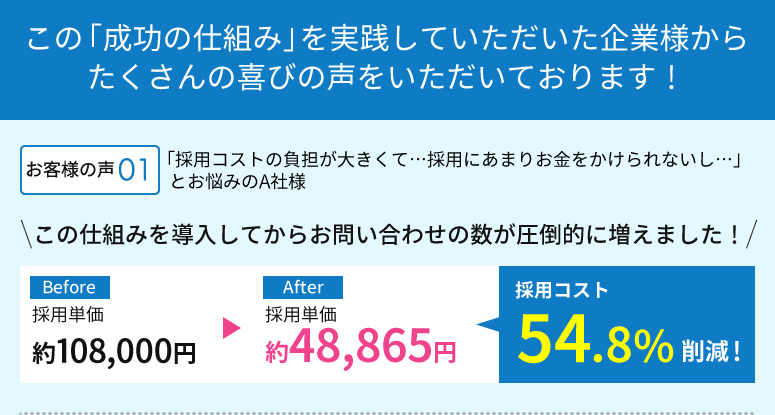 この「成功の仕組み」を実践していただいた企業様から
たくさんの喜びの声をいただいております！
お客様の声01
「採用コストの負担が大きくて…採用にあまりお金をかけられないし…」
とお悩みのA社様
この仕組みを導入してからお問い合わせの数が圧倒的に増えました！
Before
採用単価
約108,000円
After
採用単価
約48,865円
採用コスト
54.8%削減！